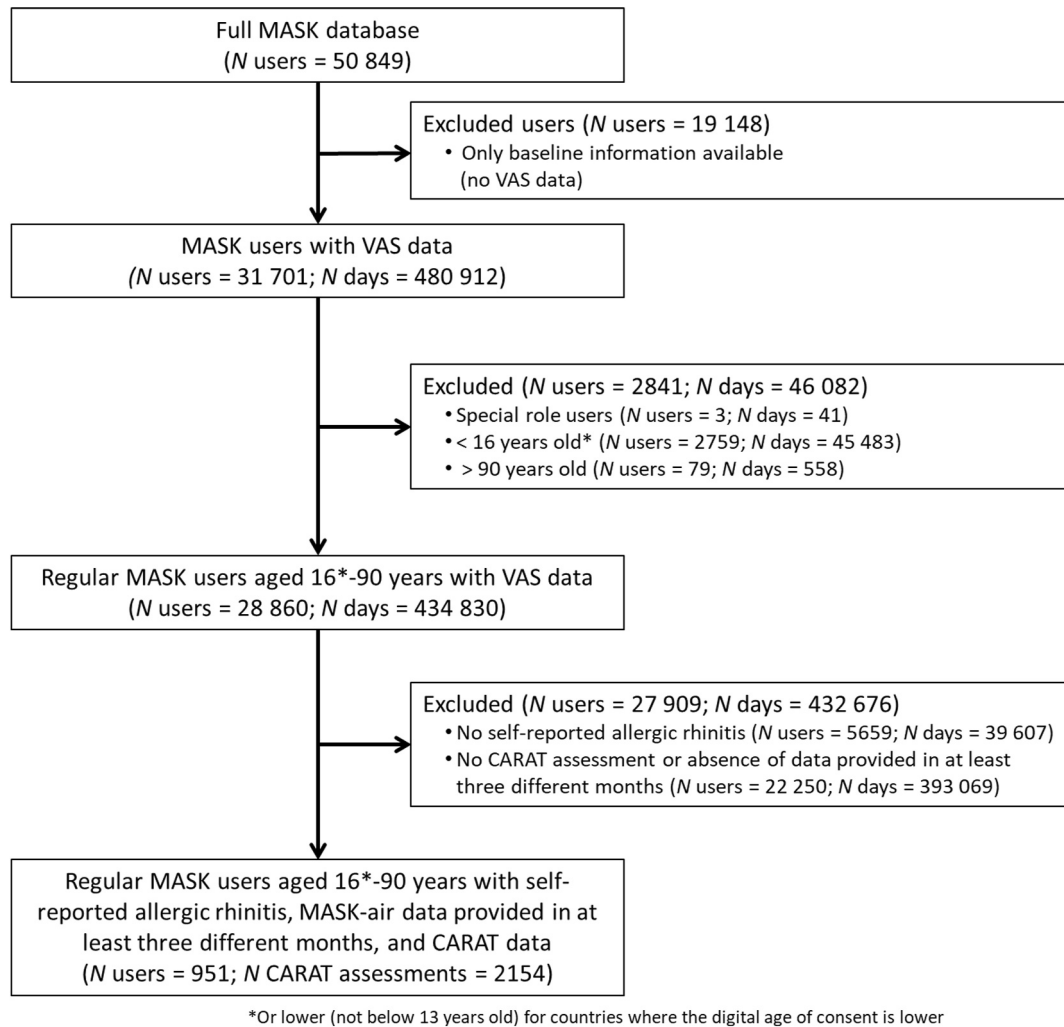 Full MASK database
(N users = 50 849)
Excluded users (N users = 19 148)
• Only baseline information available
(no VAS data)
MASK users with VAS data
(N users = 31 701; N days = 480 912)
Excluded (N users = 2841; N days = 46 082)
• Special role users (N users = 3; N days = 41)
• < 16 years old* (N users = 2759; N days = 45 483)
• > 90 years old (N users = 79; N days = 558)
Regular MASK users aged 16*-90 years with VAS data
(N users = 28 860; N days = 434 830)
Excluded (N users = 27 909; N days = 432 676)
• No self-reported allergic rhinitis (N users = 5659; N days = 39 607)
• No CARAT assessment or absence of data provided in at least
three different months (N users = 22 250; N days = 393 069)
Regular MASK users aged 16*-90 years with self-
reported allergic rhinitis, MASK-air data provided in at
least three different months, and CARAT data
(N users = 951; N CARAT assessments = 2154)
*Or lower (not below 13 years old) for countries where the digital age of consent is lower